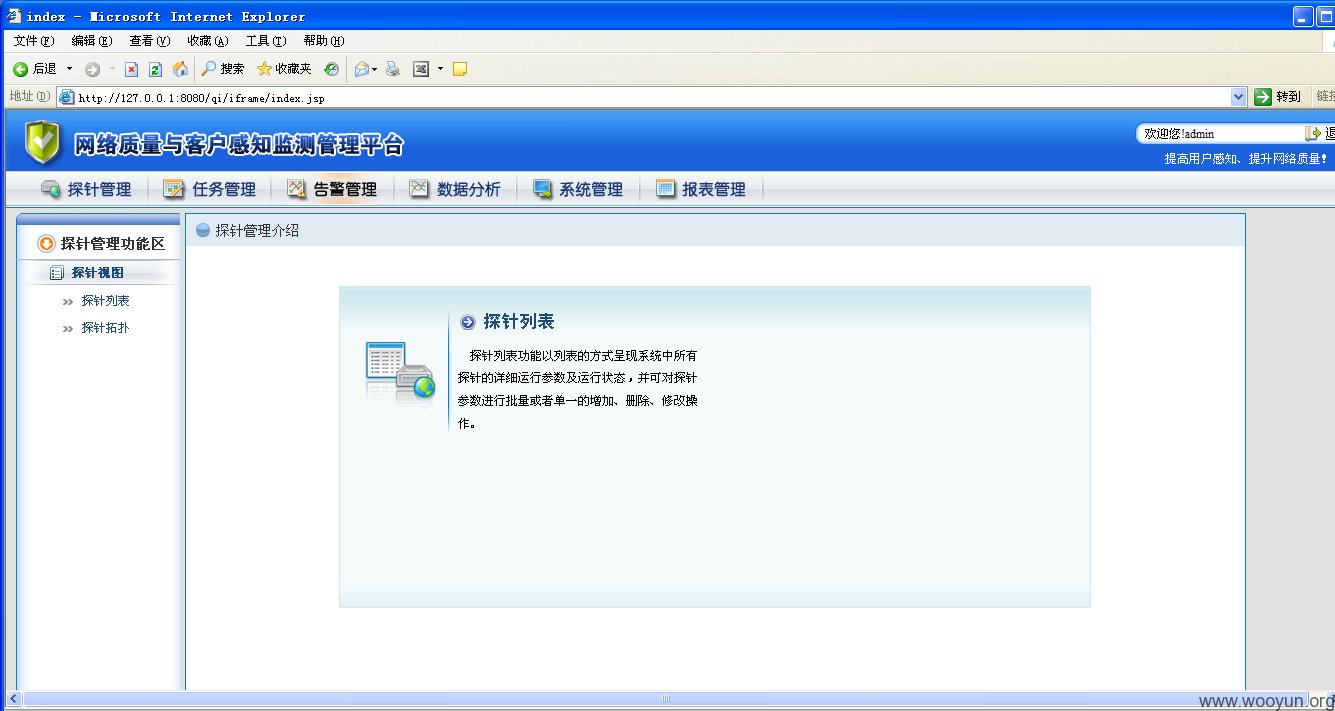 index - Microsoft Internet Explorer
文件(F) 编辑(E) 查看(V) 收藏(A) 工具(T) 帮助(H)
后退 搜索 收藏夹
地址(D) http://127.0.0.1:8080/qi/iframe/index.jsp 转到 链接
网络质量与客户感知监测管理平台
欢迎您!admin
提高用户感知、提升网络质量!
探针管理 任务管理 告警管理 数据分析 系统管理 报表管理
探针管理功能区
探针视图
探针列表
探针拓扑
探针管理介绍
探针列表
探针列表功能以列表的方式呈现系统中所有
探针的详细运行参数及运行状态，并可对探针
参数进行批量或者单一的增加、删除、修改操
作。
www.wooyun.org